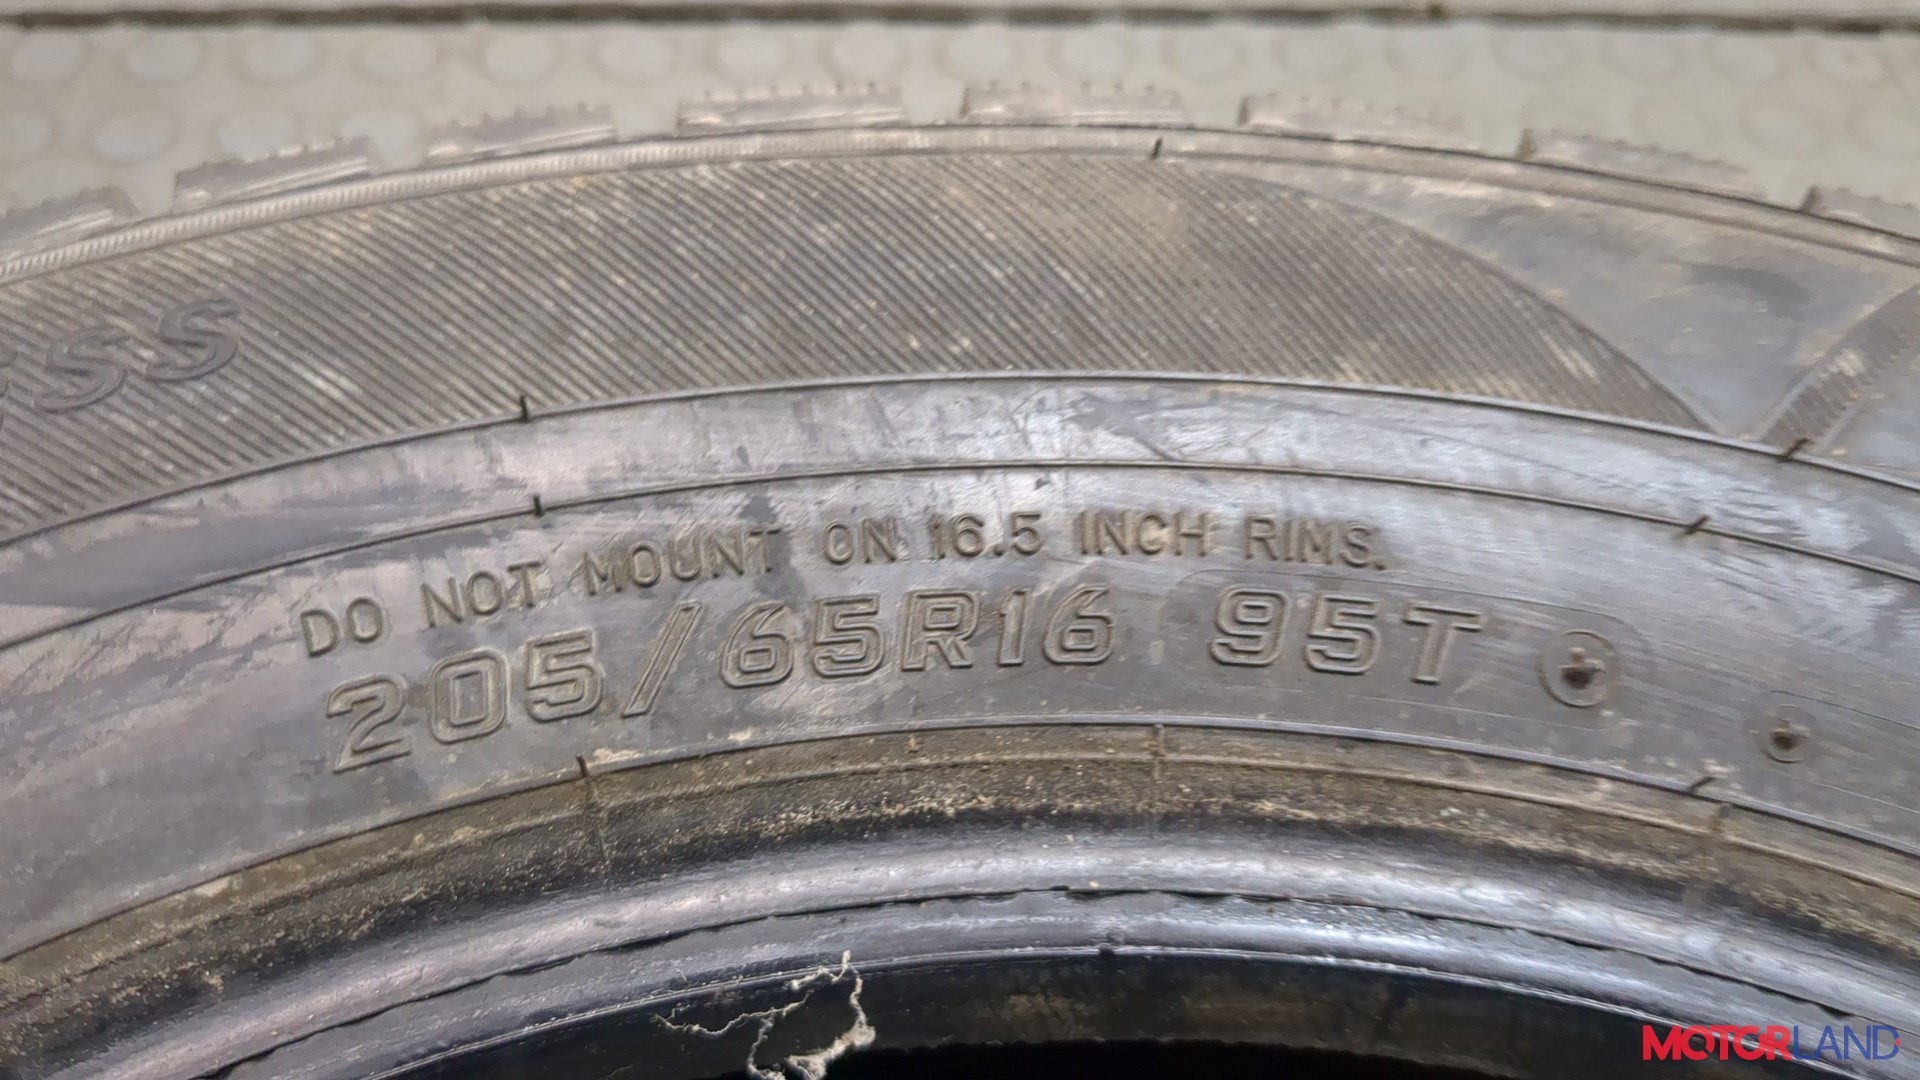 SS
DO NOT MOUNT ON 16.5 INCH RIMS.
205/65R16 95T
MOTORLAND